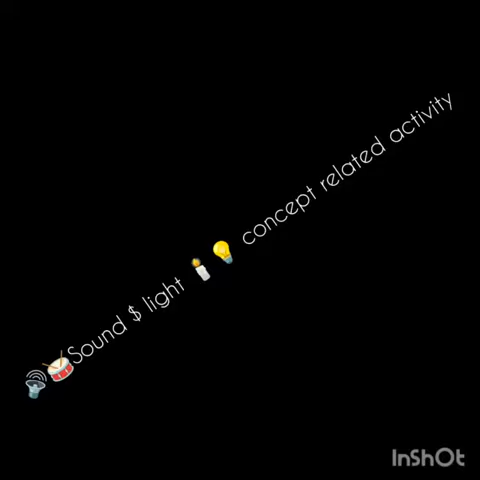 🔊🥁Sound $ light 🕯️💡 concept related activity
InShOt